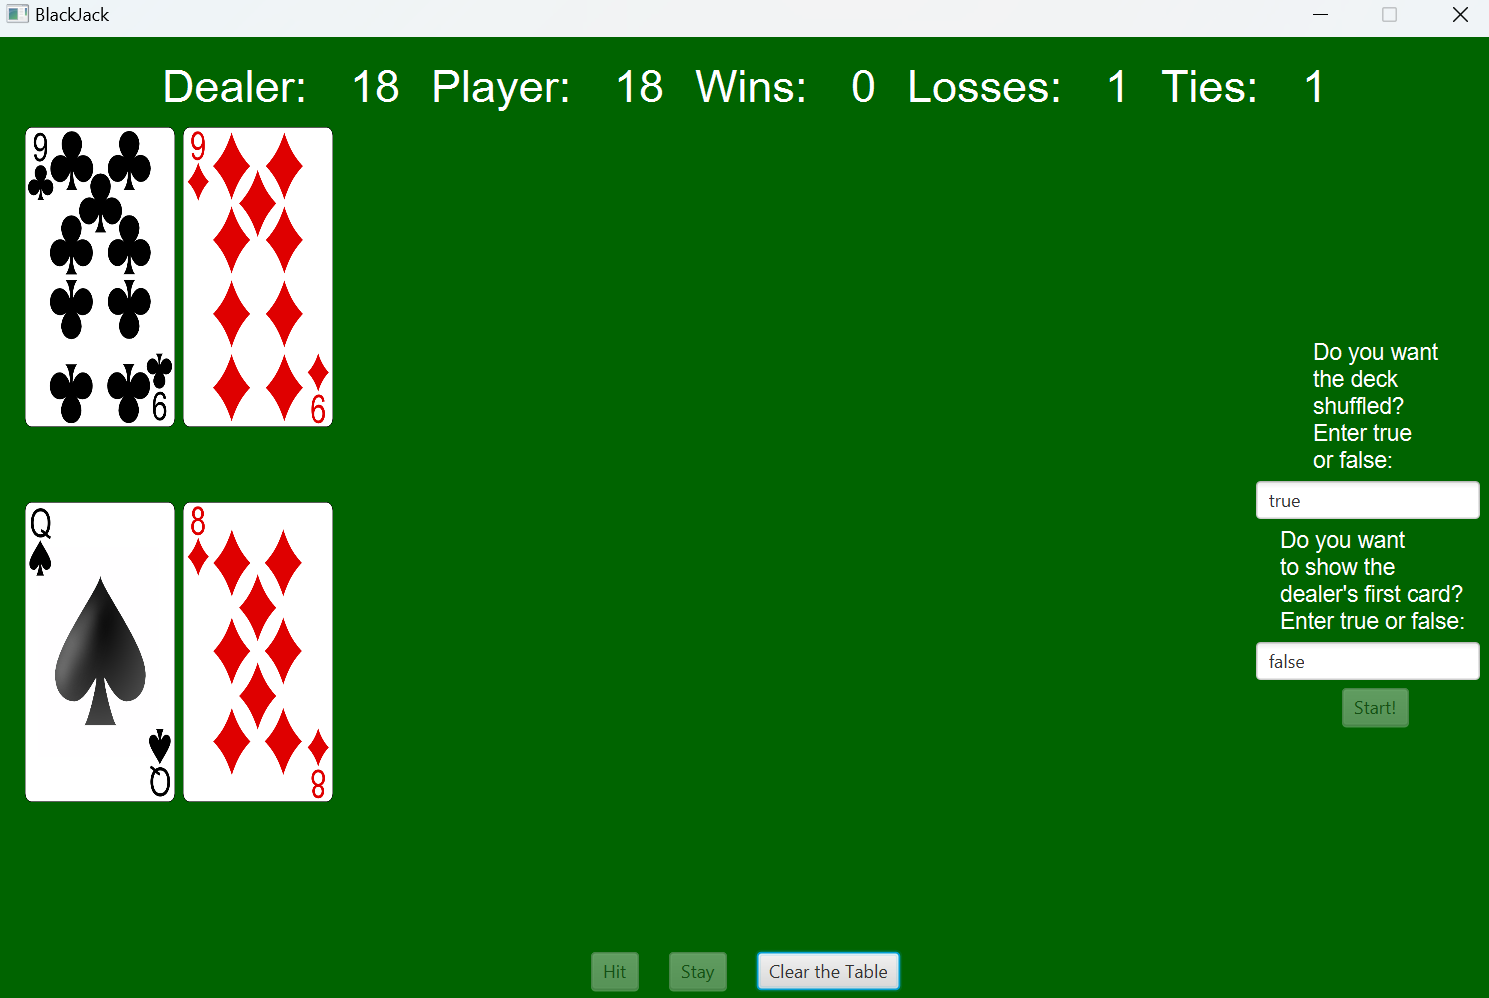 BlackJack
Dealer: 18 Player: 18 Wins: 0 Losses: 1 Ties: 1
9 9
9 9
Do you want
the deck
shuffled?
Enter true
or false:
true
Q 8
Do you want
to show the
dealer's first card?
Enter true or false:
false
Start!
Q 8
Hit Stay Clear the Table